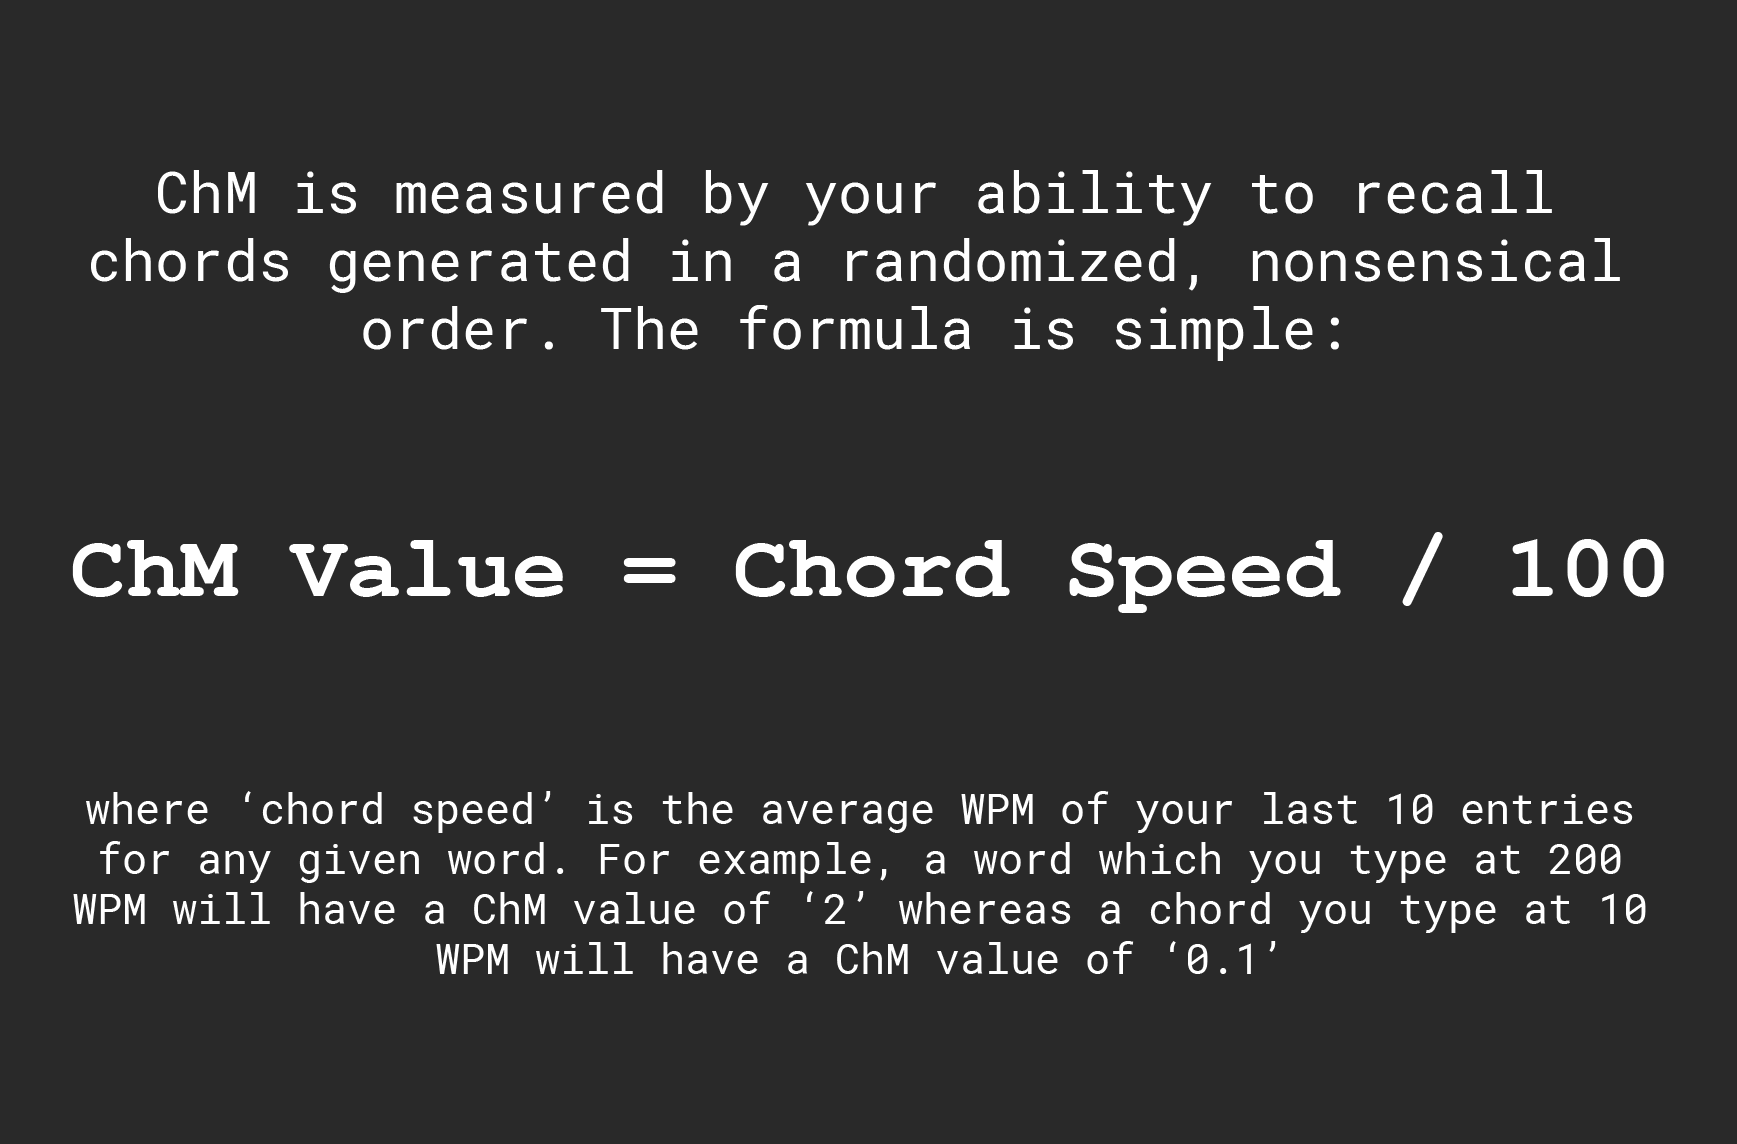 ChM is measured by your ability to recall
chords generated in a randomized, nonsensical
order. The formula is simple:
ChM Value = Chord Speed / 100
where ‘chord speed’ is the average WPM of your last 10 entries
for any given word. For example, a word which you type at 200
WPM will have a ChM value of ‘2’ whereas a chord you type at 10
WPM will have a ChM value of ‘0.1’